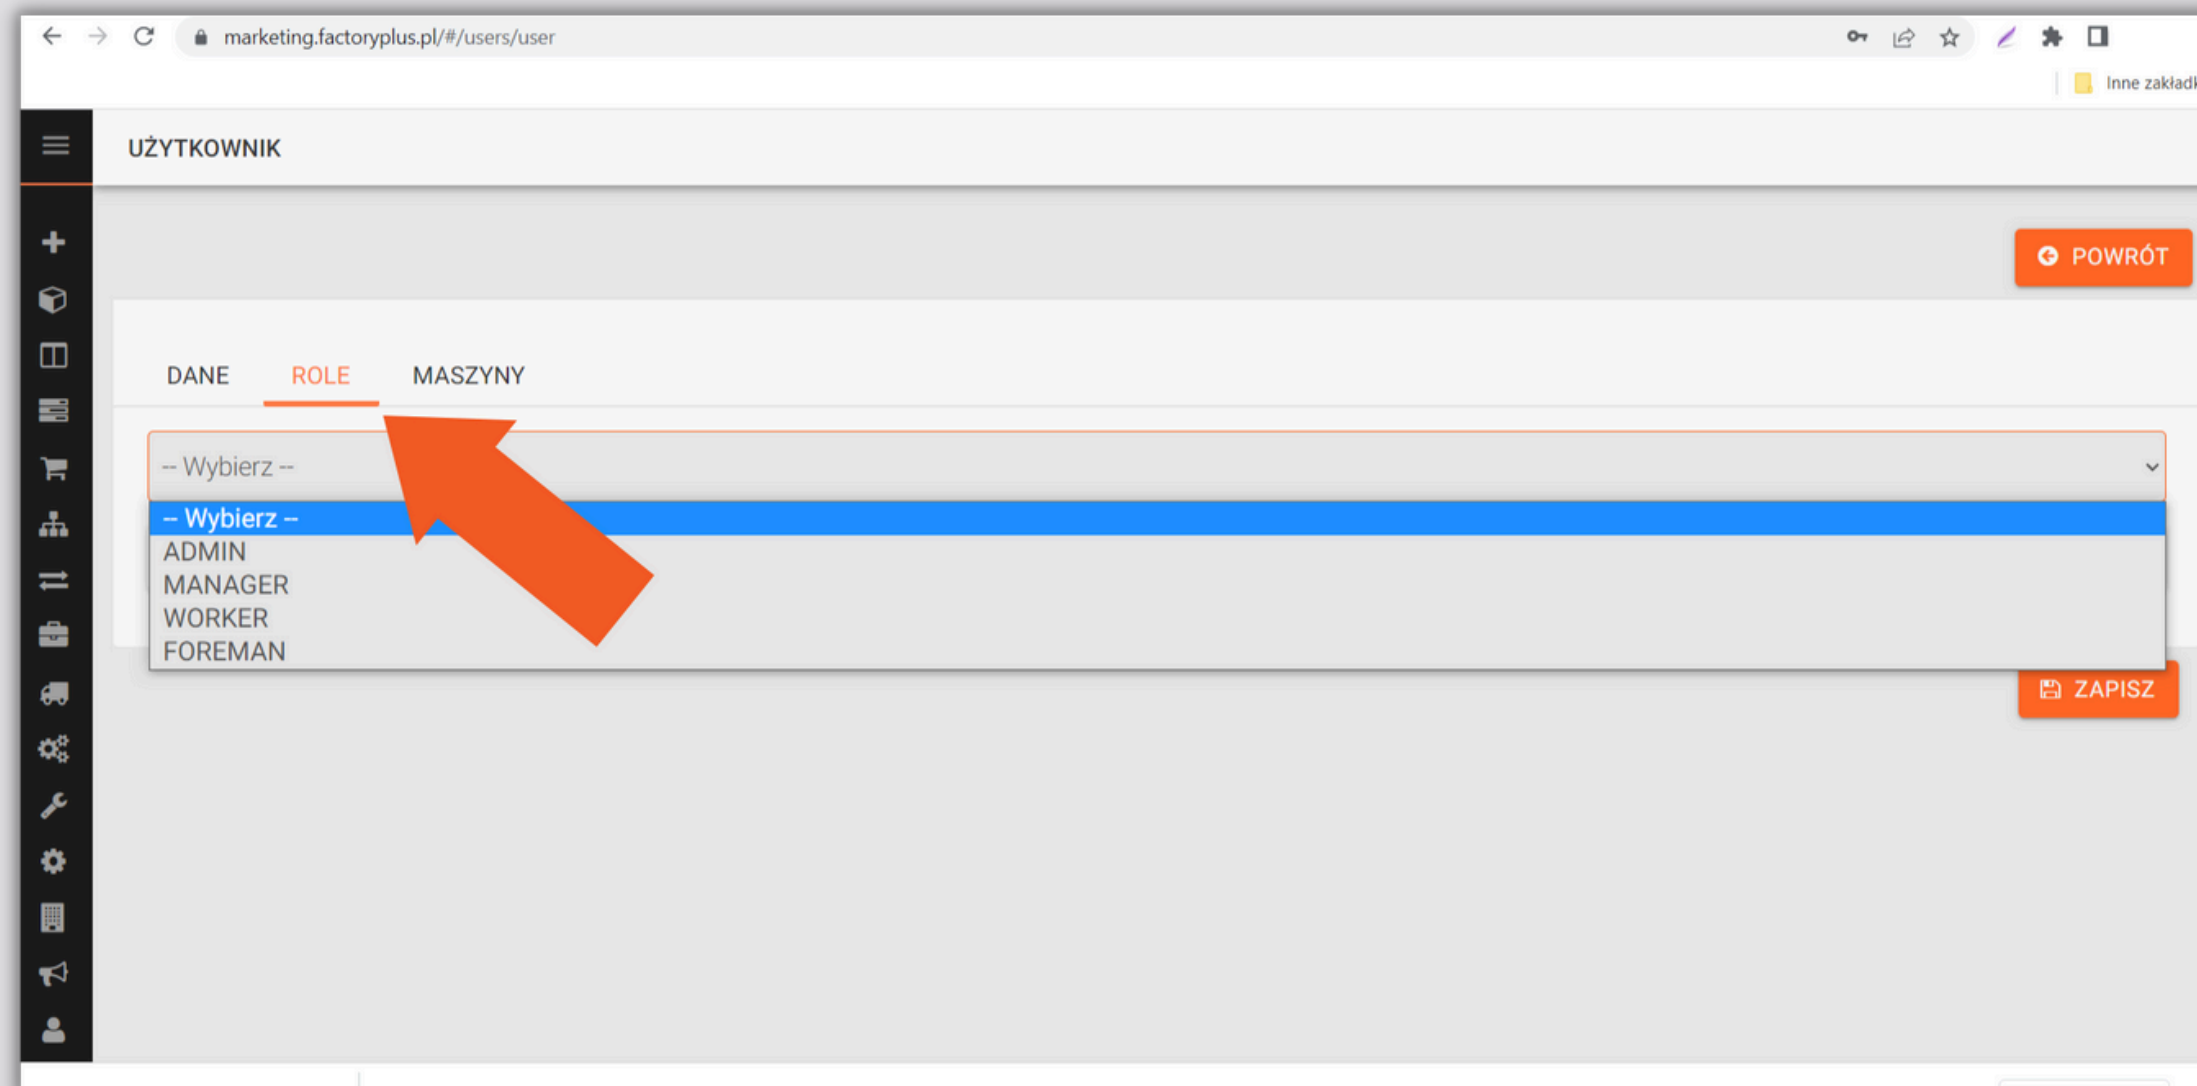 marketing.factoryplus.pl/#/users/user
Inne zakładk
UŻYTKOWNIK
POWRÓT
DANE ROLE MASZYNY
-- Wybierz --
-- Wybierz --
ADMIN
MANAGER
WORKER
FOREMAN
ZAPISZ